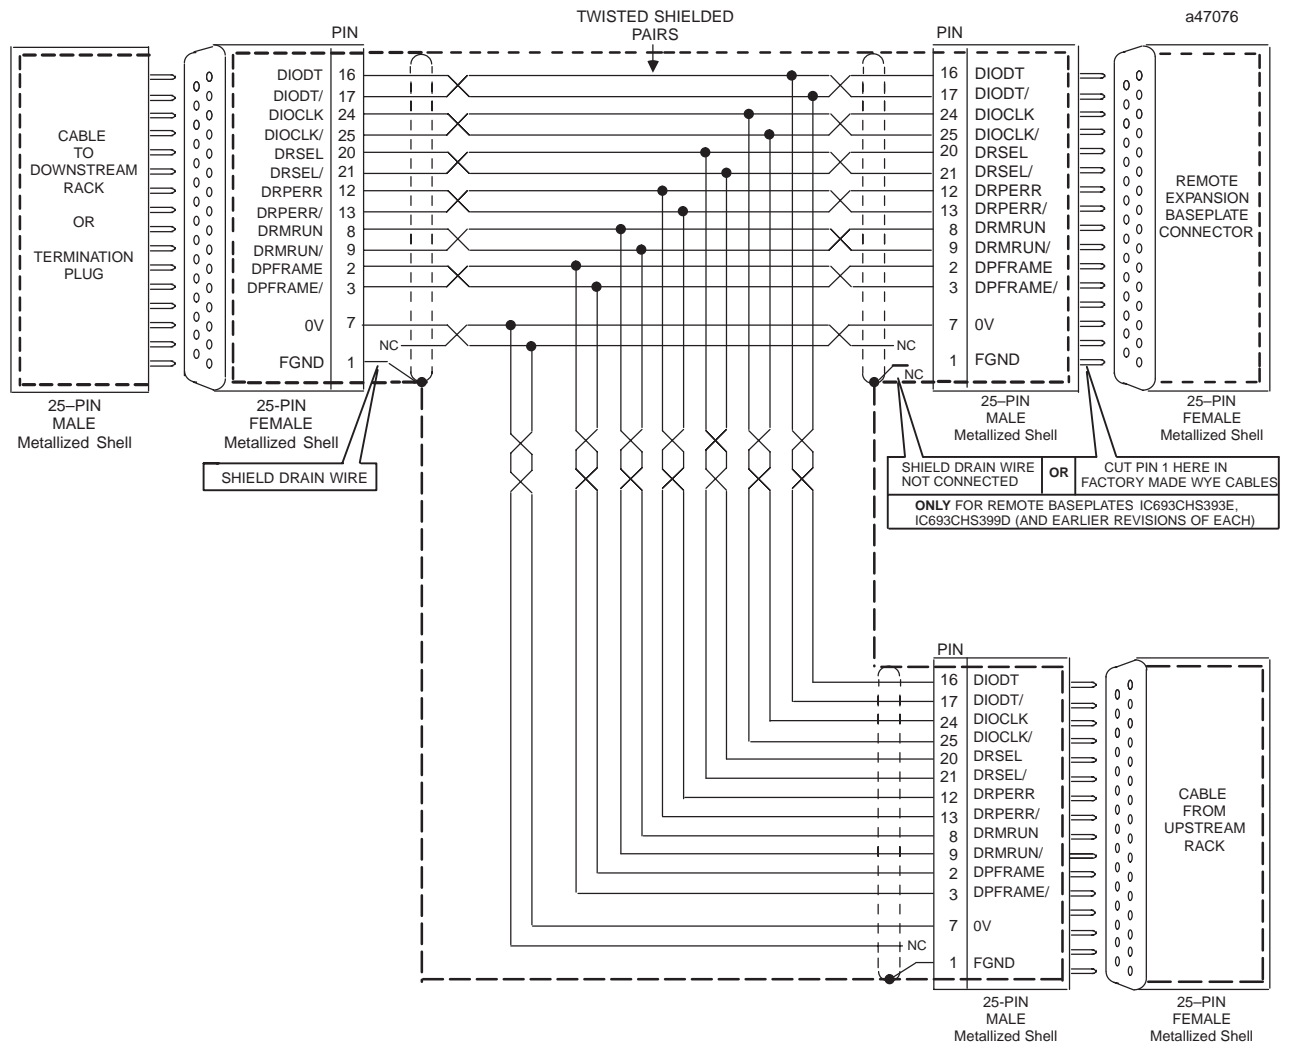 TWISTED SHIELDED
PAIRS
a47076
PIN
DIODT 16
DIODT/ 17
DIOCLK 24
DIOCLK/ 25
DRSEL 20
DRSEL/ 21
DRPERR 12
DRPERR/ 13
DRMRUN 8
DRMRUN/ 9
DPFRAME 2
DPFRAME/ 3
0V 7
NC
FGND 1
CABLE
TO
DOWNSTREAM
RACK
OR
TERMINATION
PLUG
25–PIN
MALE
Metallized Shell
25-PIN
FEMALE
Metallized Shell
SHIELD DRAIN WIRE
PIN
16 DIODT
17 DIODT/
24 DIOCLK
25 DIOCLK/
20 DRSEL
21 DRSEL/
12 DRPERR
13 DRPERR/
8 DRMRUN
9 DRMRUN/
2 DPFRAME
3 DPFRAME/
7 0V
NC
1 FGND
NC
REMOTE
EXPANSION
BASEPLATE
CONNECTOR
25–PIN
MALE
Metallized Shell
25–PIN
FEMALE
Metallized Shell
SHIELD DRAIN WIRE
NOT CONNECTED
OR
CUT PIN 1 HERE IN
FACTORY MADE WYE CABLES
ONLY FOR REMOTE BASEPLATES IC693CHS393E,
IC693CHS399D (AND EARLIER REVISIONS OF EACH)
PIN
16 DIODT
17 DIODT/
24 DIOCLK
25 DIOCLK/
20 DRSEL
21 DRSEL/
12 DRPERR
13 DRPERR/
8 DRMRUN
9 DRMRUN/
2 DPFRAME
3 DPFRAME/
7 0V
NC
1 FGND
CABLE
FROM
UPSTREAM
RACK
25-PIN
MALE
Metallized Shell
25–PIN
FEMALE
Metallized Shell